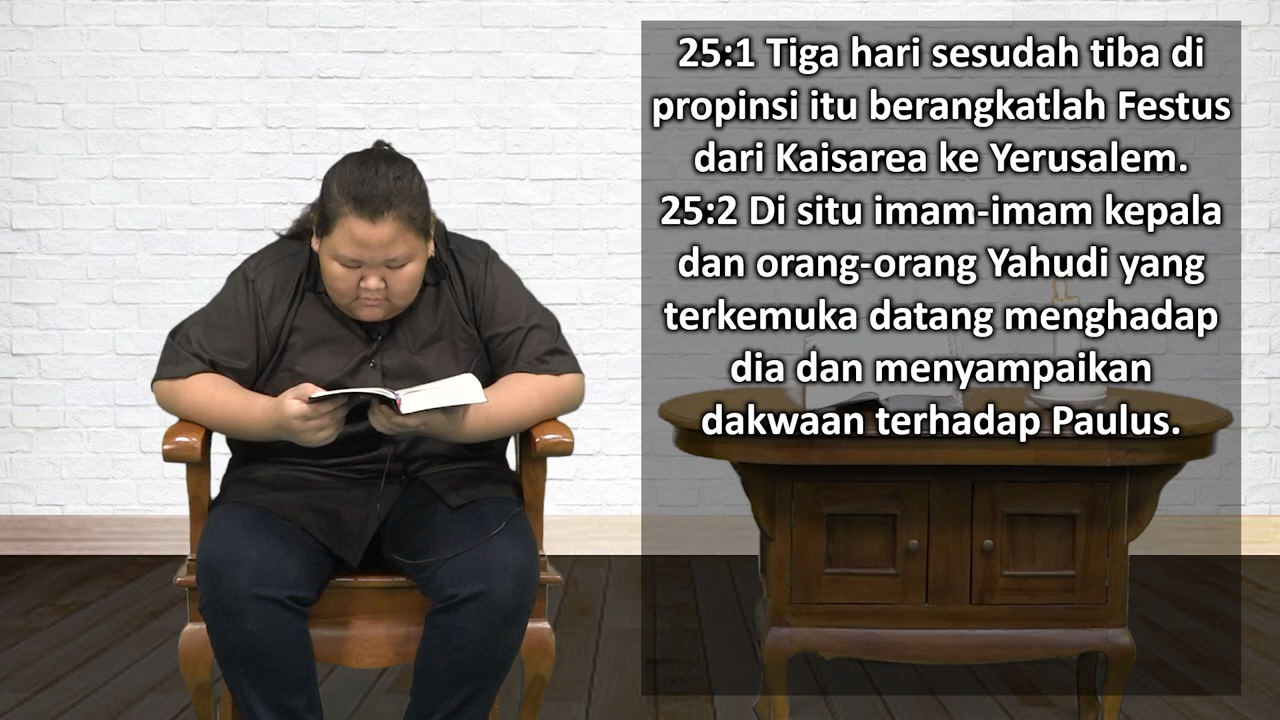 25:1 Tiga hari sesudah tiba di
propinsi itu berangkatlah Festus
dari Kaisarea ke Yerusalem.
25:2 Di situ imam-imam kepala
dan orang-orang Yahudi yang
terkemuka datang menghadap
dia dan menyampaikan
dakwaan terhadap Paulus.